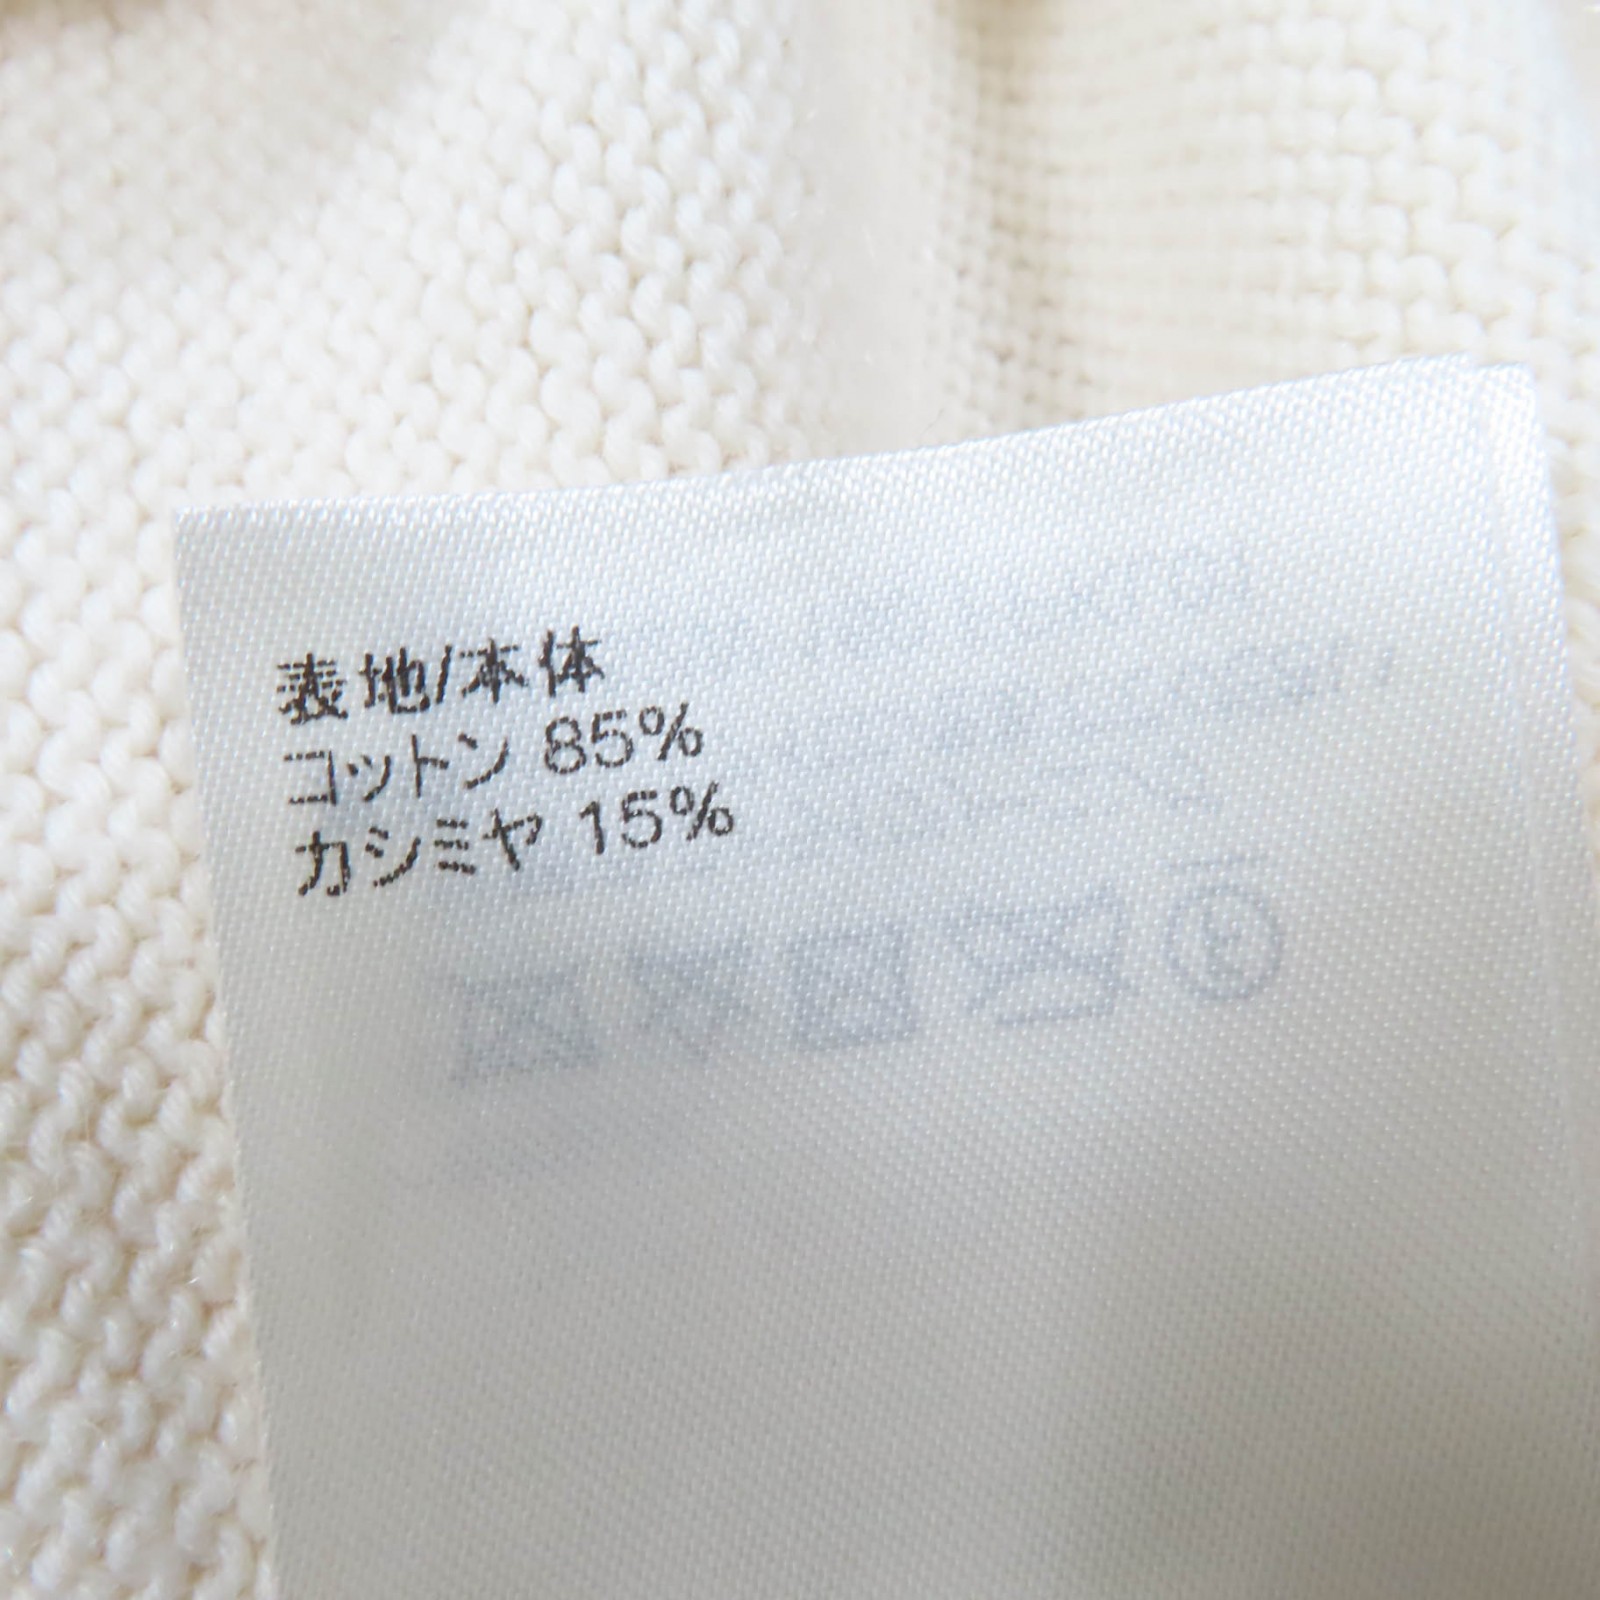 表地/本体
コットン 85%
カシミヤ 15%